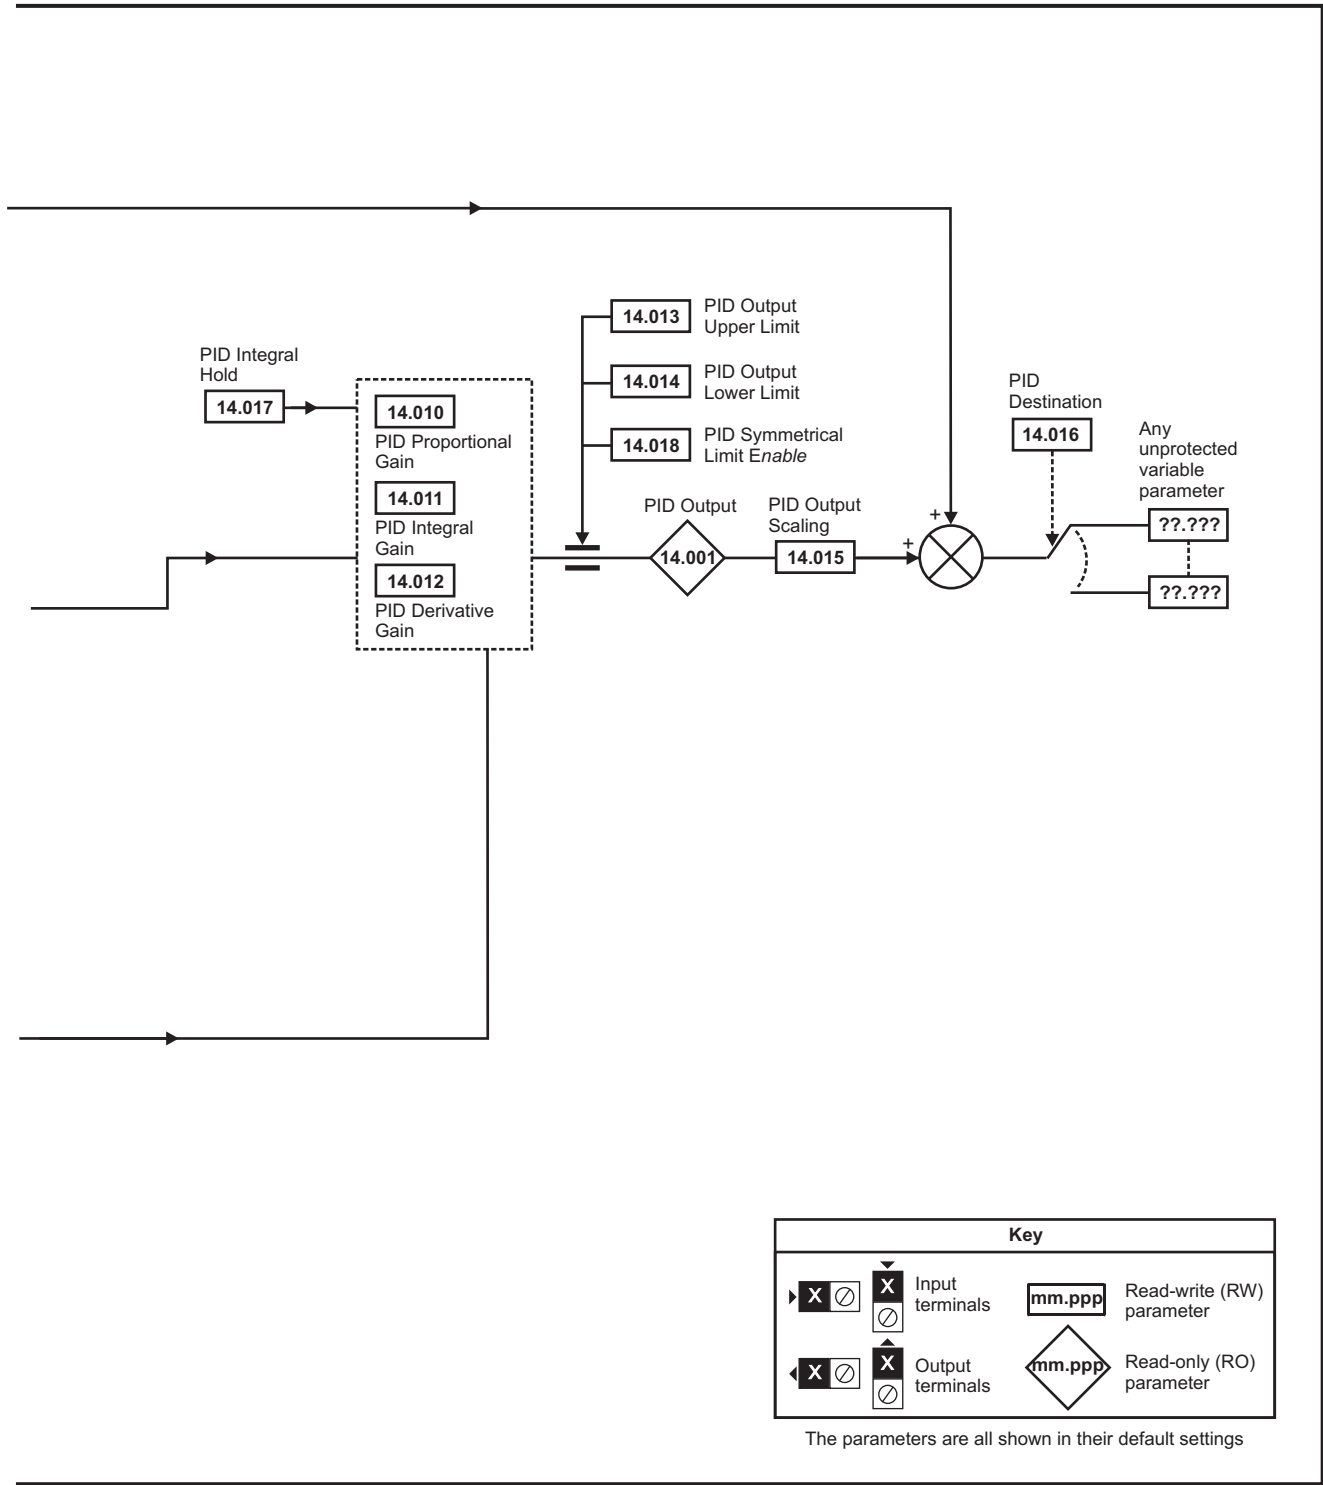 14.013
PID Output
Upper Limit
PID Integral
Hold
14.017
14.014
PID Output
Lower Limit
14.018
PID Symmetrical
Limit Enable
14.010
PID Proportional
Gain
14.011
PID Integral
Gain
14.012
PID Derivative
Gain
PID Output
14.001
PID Output
Scaling
14.015
+
+
PID
Destination
14.016
Any
unprotected
variable
parameter
??.???
??.???
Key
X
X
Input
terminals
mm.ppp
Read-write (RW)
parameter
X
X
Output
terminals
mm.ppp
Read-only (RO)
parameter
The parameters are all shown in their default settings